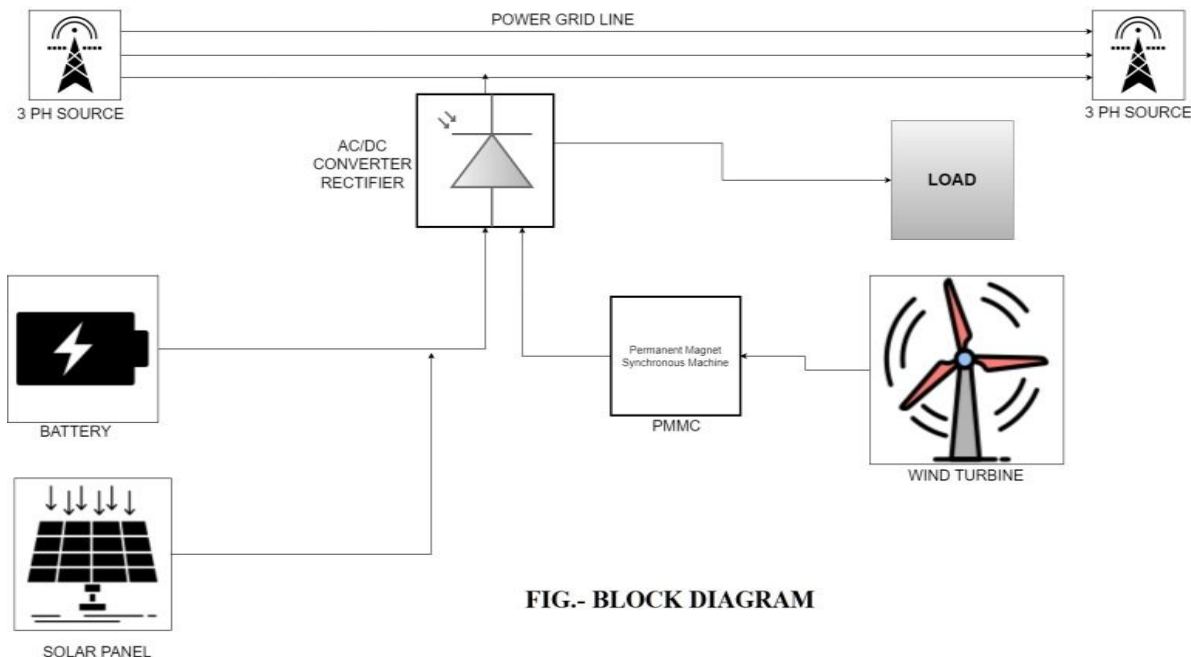 POWER GRID LINE
3 PH SOURCE
3 PH SOURCE
AC/DC
CONVERTER
RECTIFIER
LOAD
BATTERY
Permanent Magnet
Synchronous Machine
PMMC
WIND TURBINE
FIG.- BLOCK DIAGRAM
SOLAR PANEL